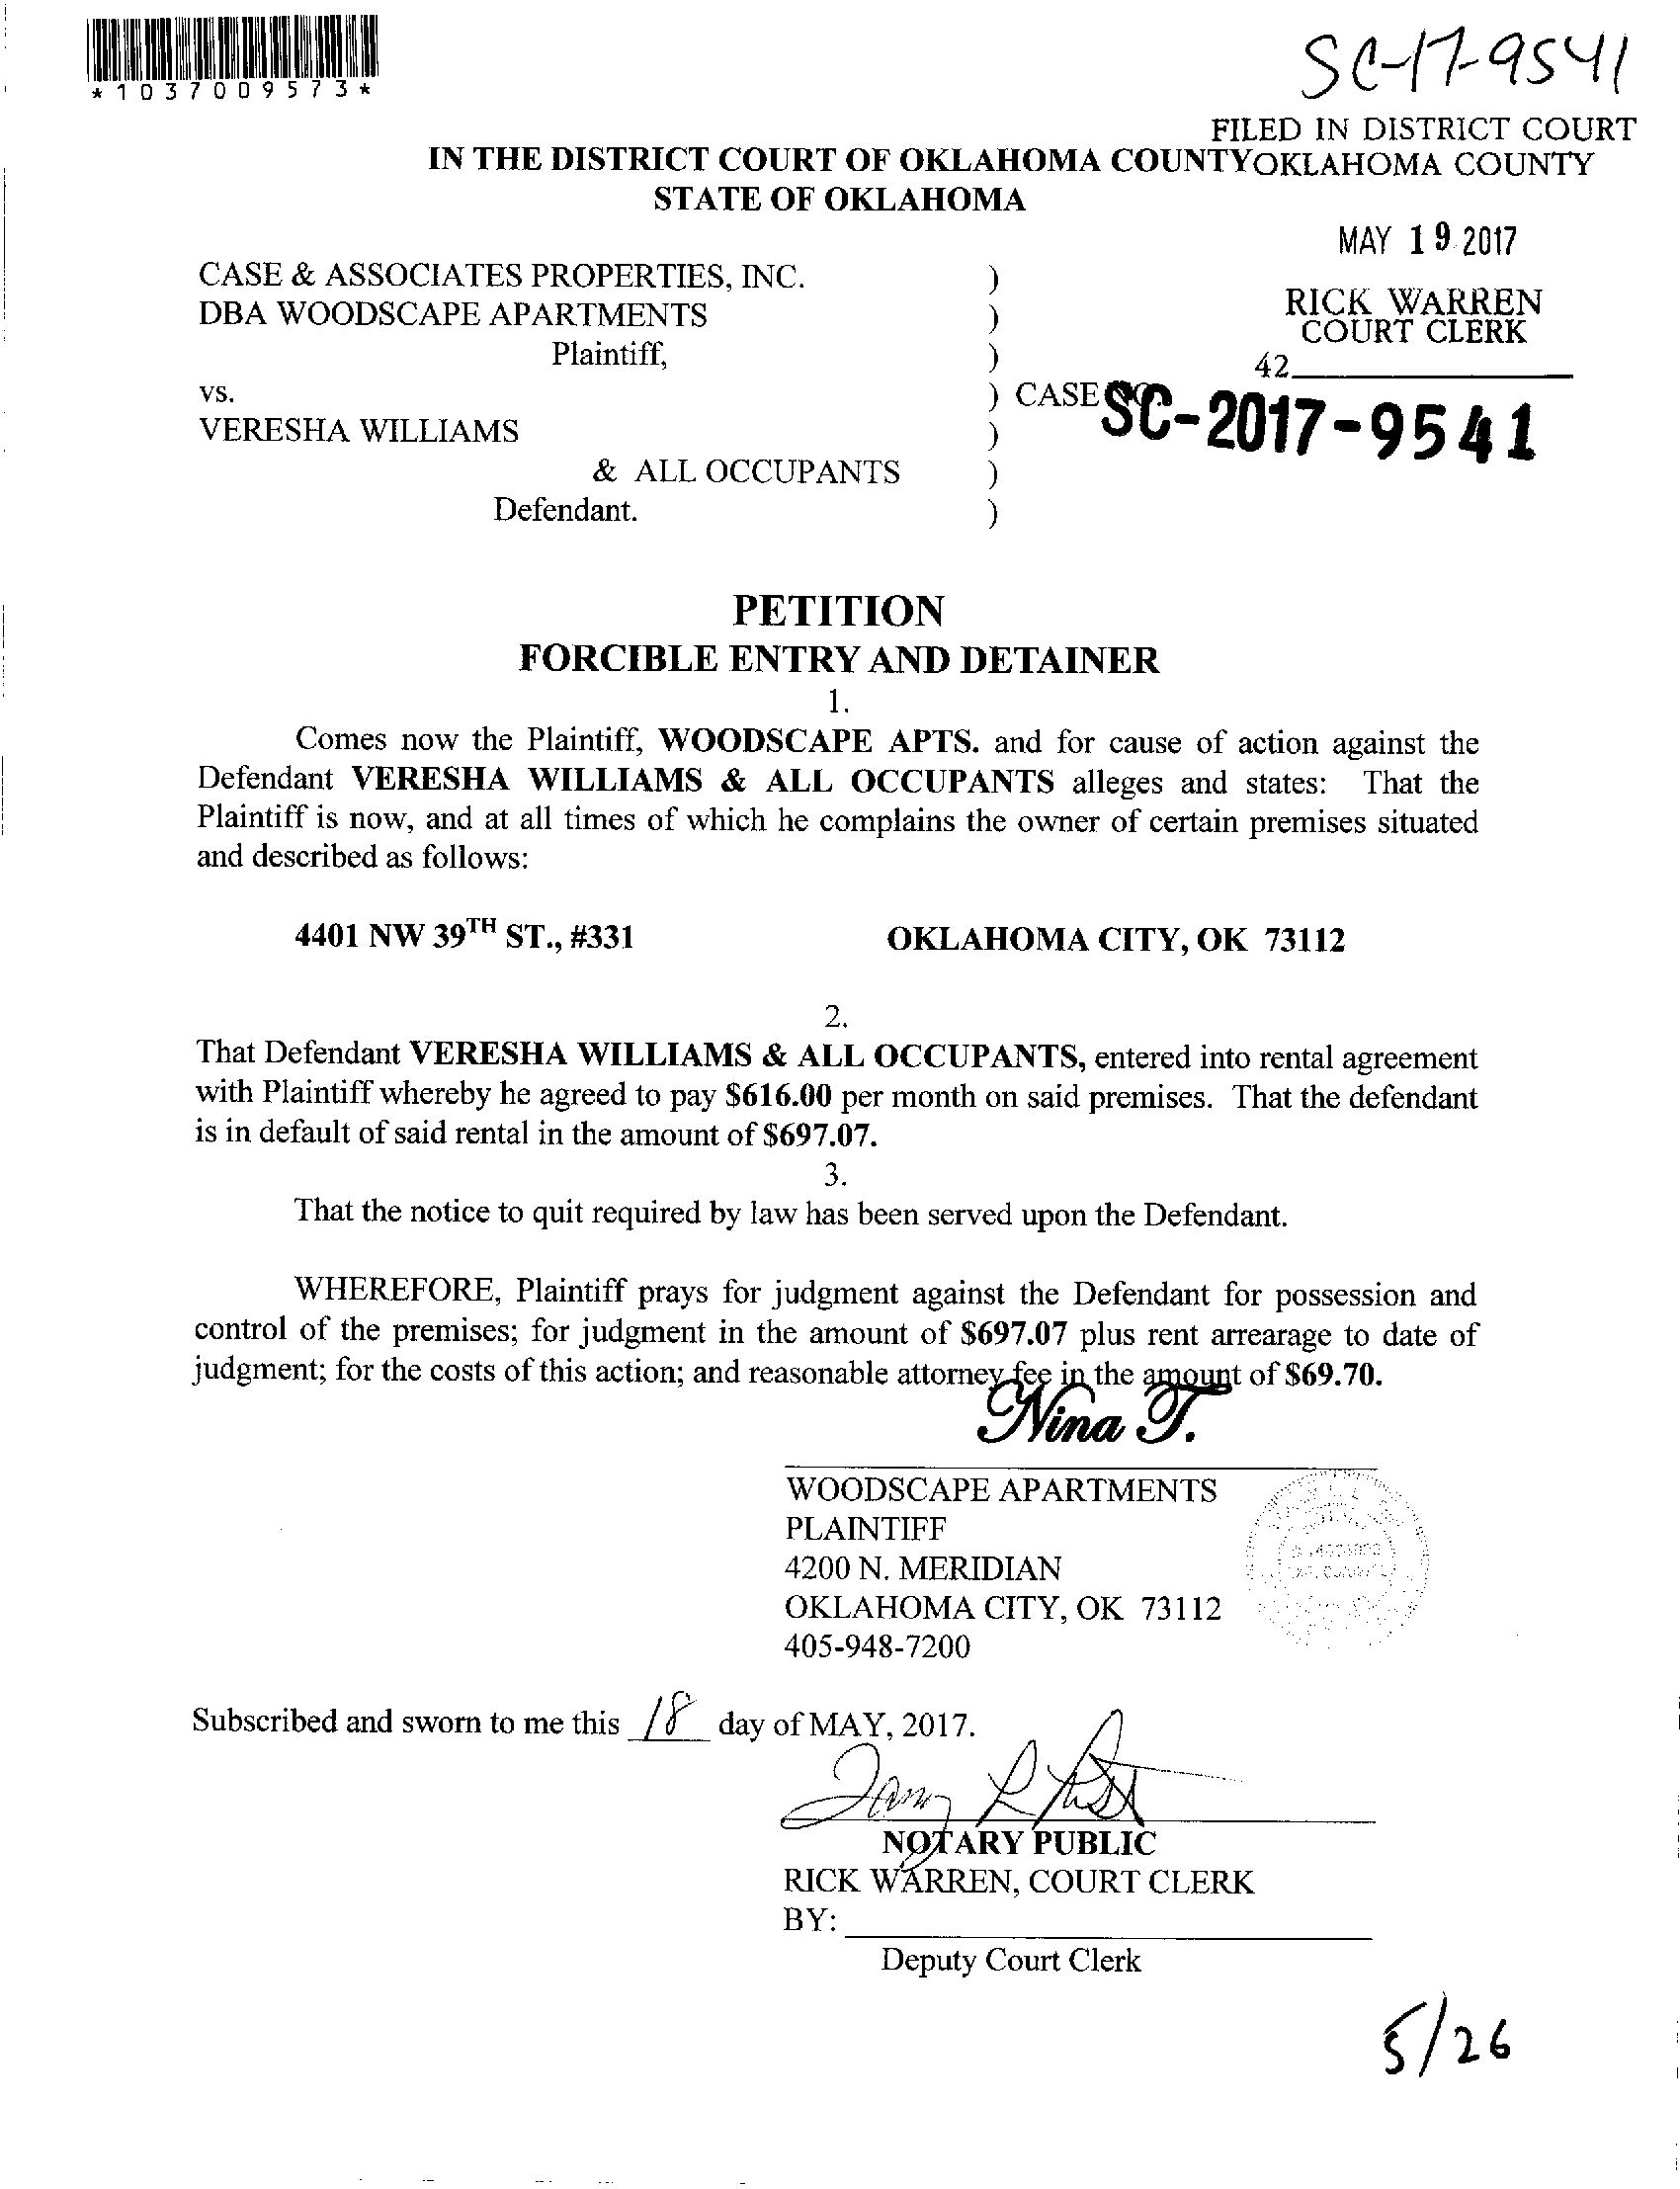 *1037009573*
SC-17-9541
FILED IN DISTRICT COURT
OKLAHOMA COUNTY
IN THE DISTRICT COURT OF OKLAHOMA COUNTY
STATE OF OKLAHOMA
MAY 19 2017
RICK WARREN
COURT CLERK
42
CASE & ASSOCIATES PROPERTIES, INC. )
DBA WOODSCAPE APARTMENTS )
Plaintiff, )
vs. ) CASE NO.
SC-2017-9541
VERESHA WILLIAMS )
& ALL OCCUPANTS )
Defendant. )
PETITION
FORCIBLE ENTRY AND DETAINER
1.
Comes now the Plaintiff, WOODSCAPE APTS. and for cause of action against the
Defendant VERESHA WILLIAMS & ALL OCCUPANTS alleges and states: That the
Plaintiff is now, and at all times of which he complains the owner of certain premises situated
and described as follows:
4401 NW 39TH ST., #331 OKLAHOMA CITY, OK 73112
2.
That Defendant VERESHA WILLIAMS & ALL OCCUPANTS, entered into rental agreement
with Plaintiff whereby he agreed to pay $616.00 per month on said premises. That the defendant
is in default of said rental in the amount of $697.07.
3.
That the notice to quit required by law has been served upon the Defendant.
WHEREFORE, Plaintiff prays for judgment against the Defendant for possession and
control of the premises; for judgment in the amount of $697.07 plus rent arrearage to date of
judgment; for the costs of this action; and reasonable attorney fee in the amount of $69.70.
Nina T.
WOODSCAPE APARTMENTS
PLAINTIFF
4200 N. MERIDIAN
OKLAHOMA CITY, OK 73112
405-948-7200
Subscribed and sworn to me this 18 day of MAY, 2017.
NOTARY PUBLIC
RICK WARREN, COURT CLERK
BY:
Deputy Court Clerk
5/26